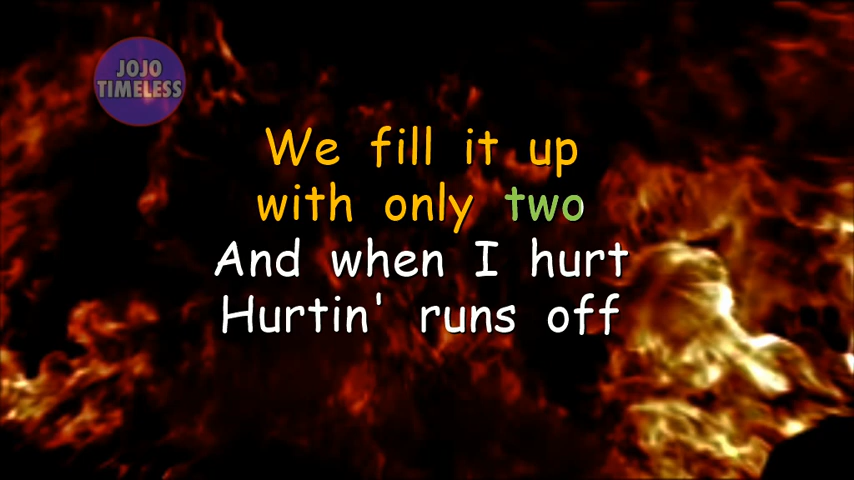 JOJO
TIMELESS
We fill it up
with only two
And when I hurt
Hurtin' runs off